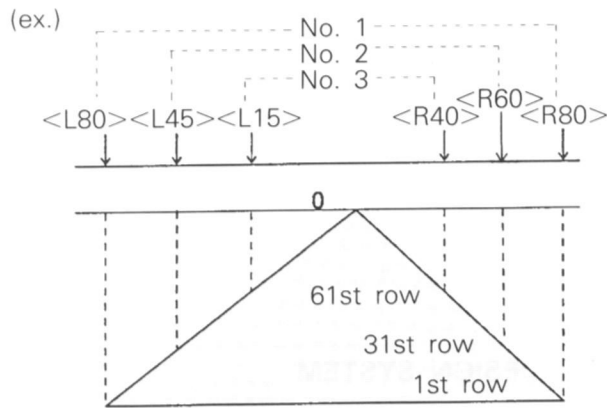 (ex.)
No. 1
No. 2
No. 3
<L80> <L45> <L15> <R40> <R60> <R80>
0
61st row
31st row
1st row